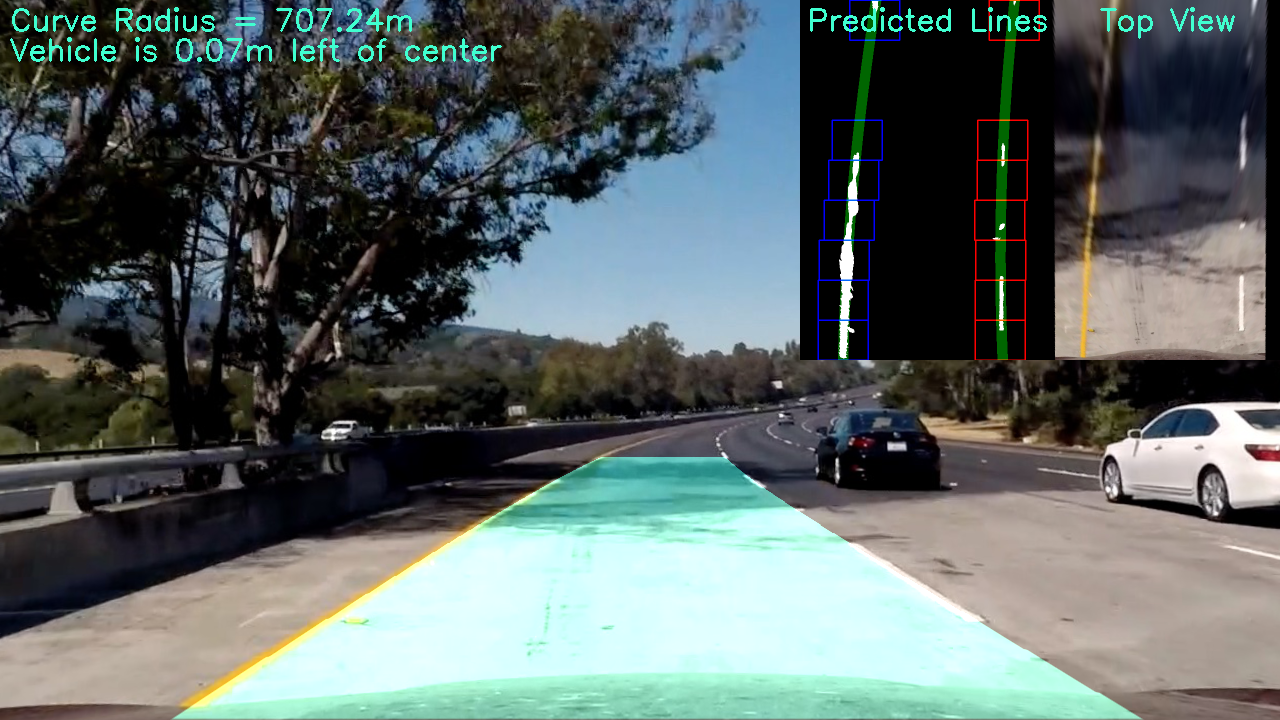 Curve Radius = 707.24m
Vehicle is 0.07m left of center
Predicted Lines
Top View